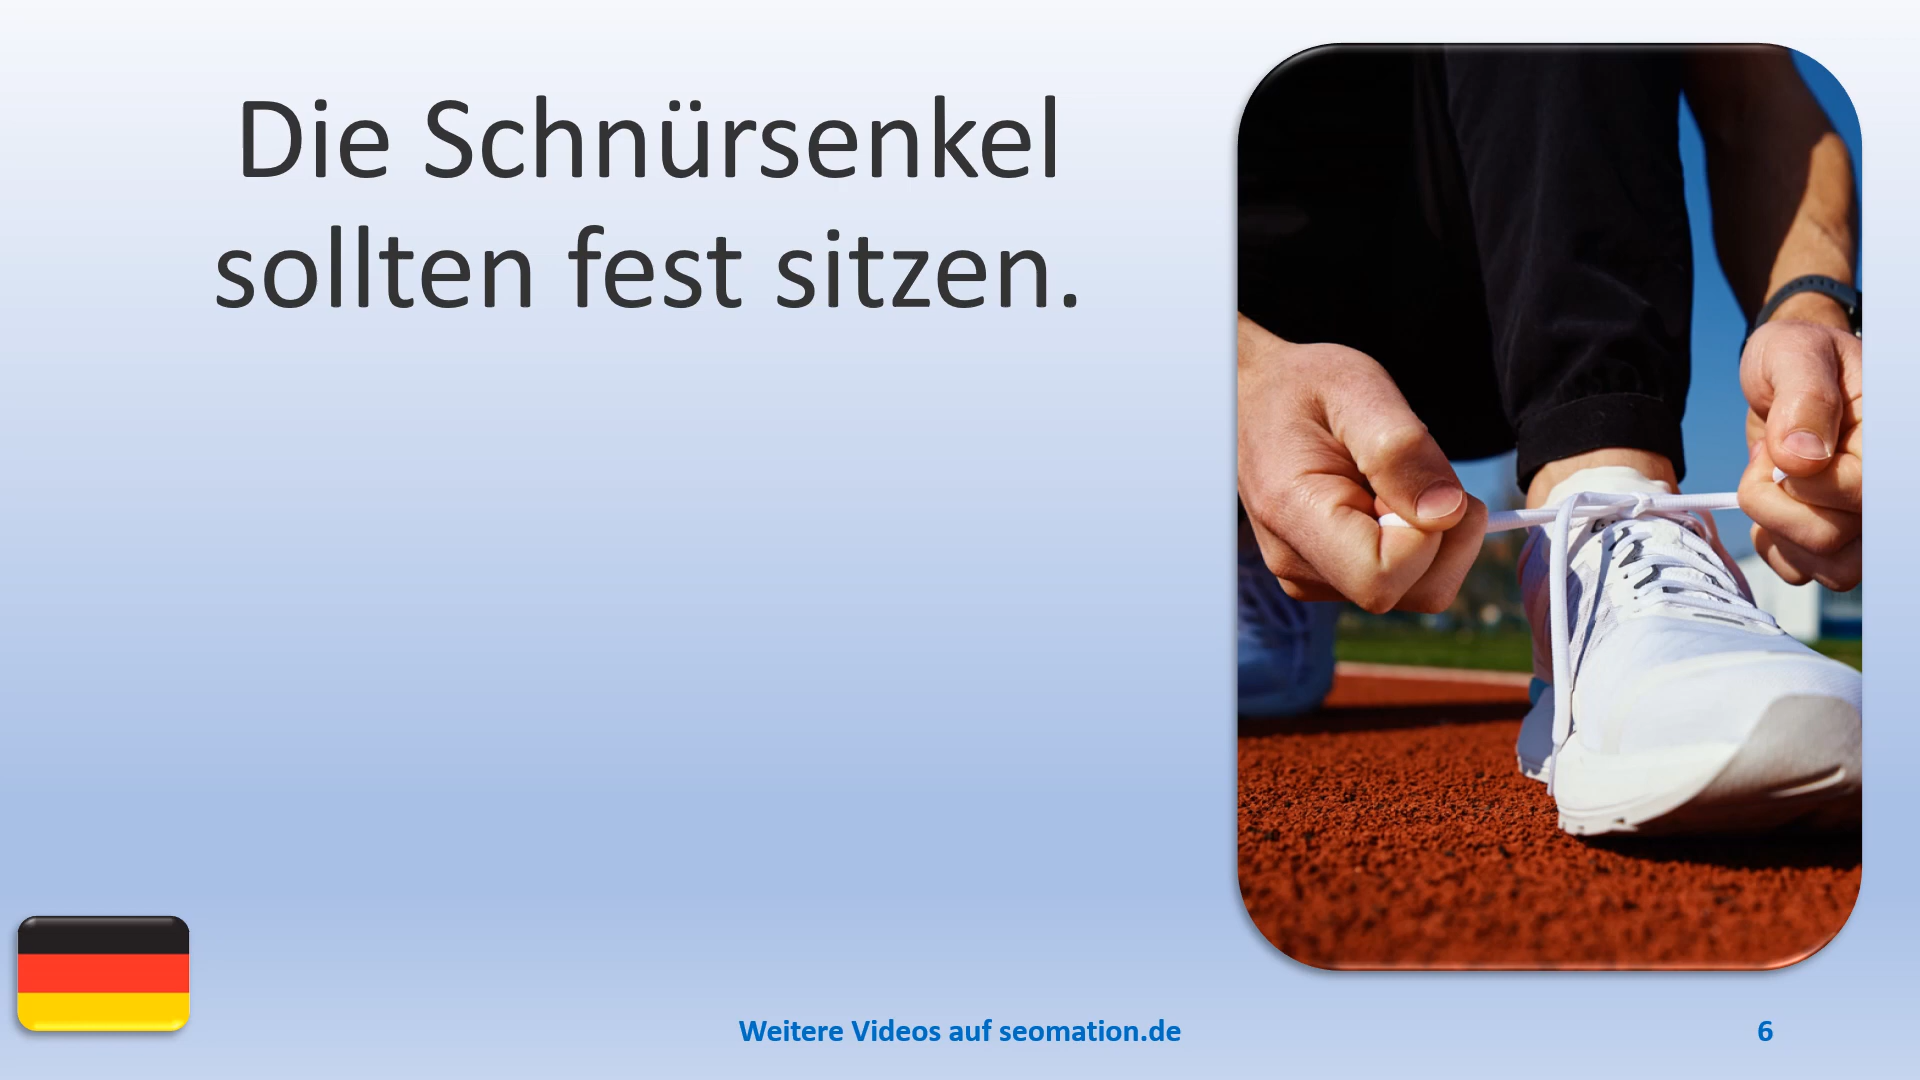 Die Schnürsenkel
sollten fest sitzen.
Weitere Videos auf seomation.de
6